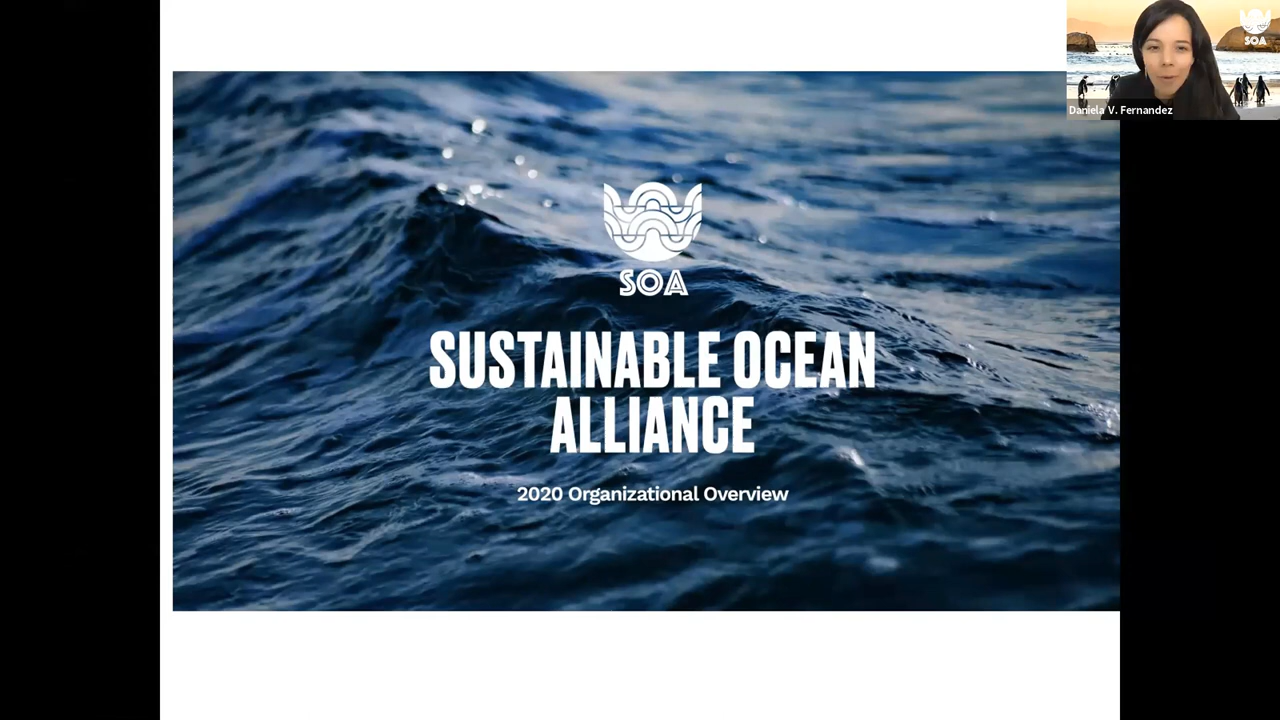 SOA
Daniela V. Fernandez
SOA
SUSTAINABLE OCEAN
ALLIANCE
2020 Organizational Overview